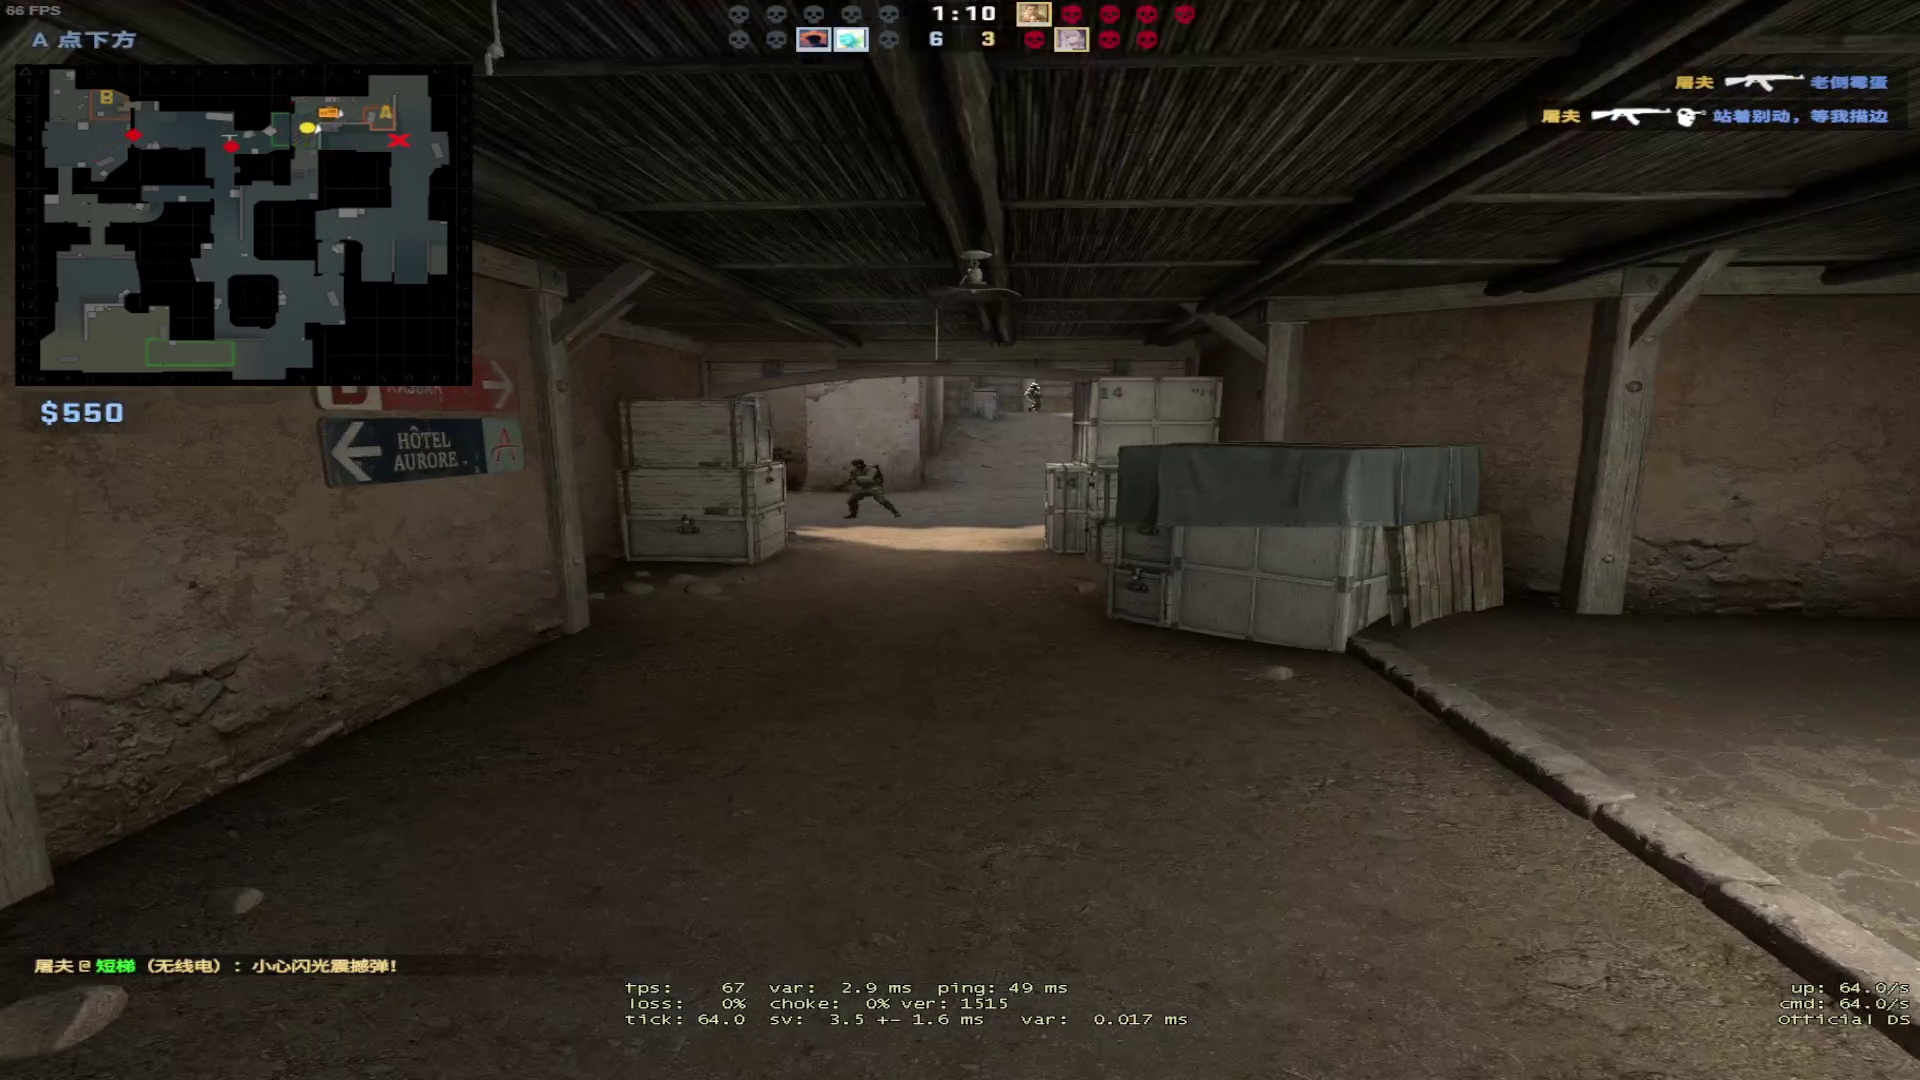 66 FPS
A 点下方
1:10
6 3
B
A
屠夫 老倒霉蛋
屠夫 站着别动，等我描边
$550
HÔTEL
AURORE
A
14
屠夫 @ 短梯 （无线电）：小心闪光震撼弹！
fps: 67 var: 2.9 ms ping: 49 ms
loss: 0% choke: 0% ver: 1515
tick: 64.0 sv: 3.5 +- 1.6 ms var: 0.017 ms
up: 64.0/s
cmd: 64.0/s
Official DS